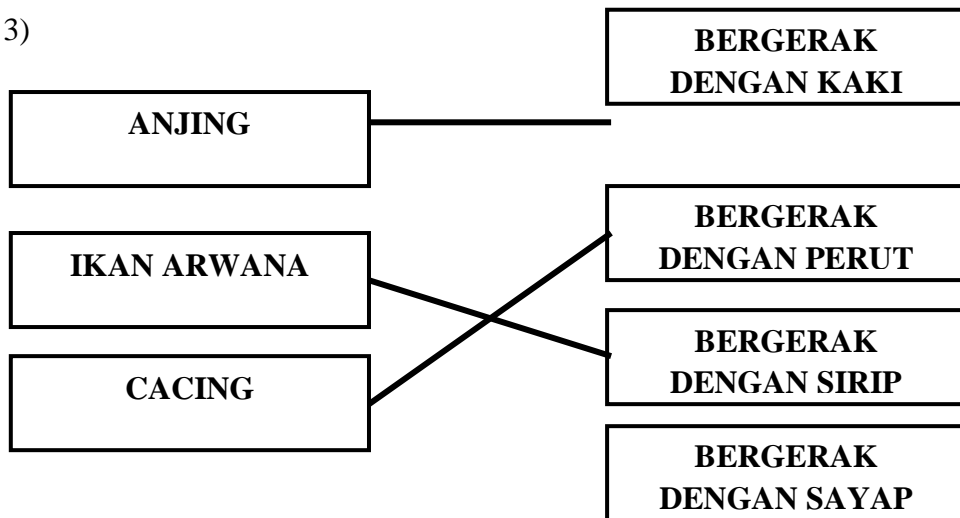 3)
ANJING
IKAN ARWANA
CACING
BERGERAK
DENGAN KAKI
BERGERAK
DENGAN PERUT
BERGERAK
DENGAN SIRIP
BERGERAK
DENGAN SAYAP